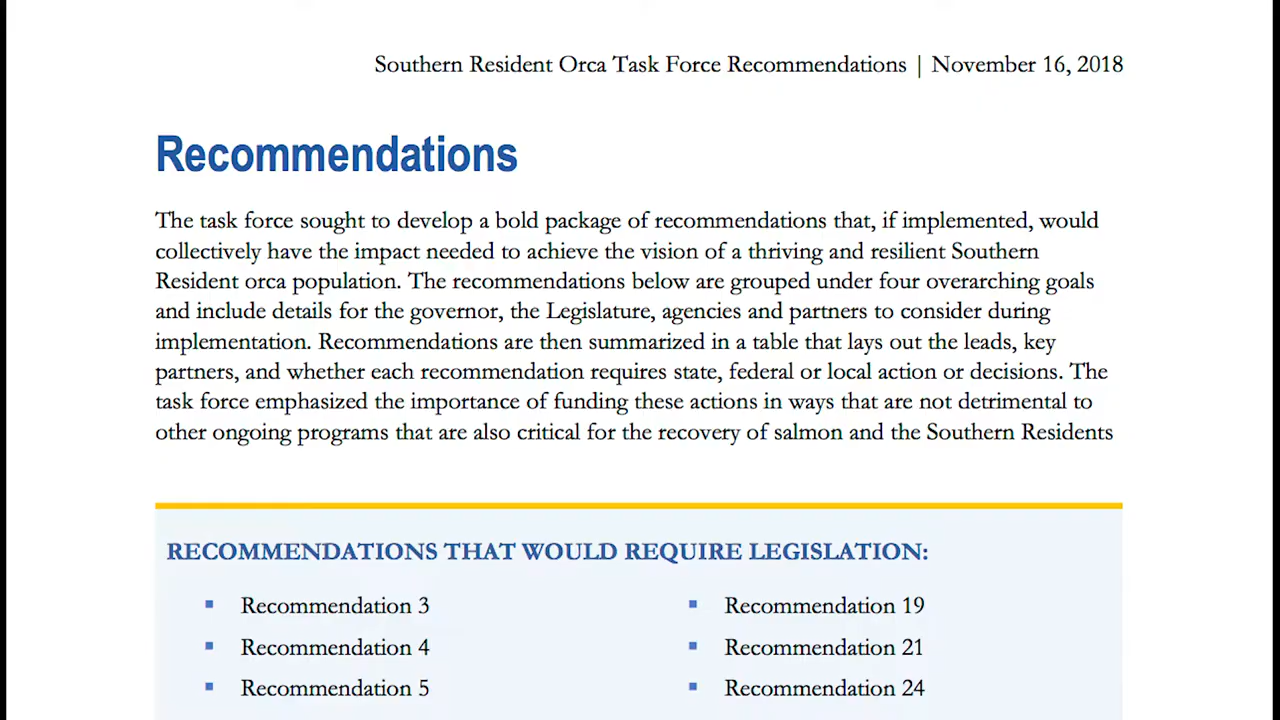 Southern Resident Orca Task Force Recommendations | November 16, 2018
Recommendations
The task force sought to develop a bold package of recommendations that, if implemented, would
collectively have the impact needed to achieve the vision of a thriving and resilient Southern
Resident orca population. The recommendations below are grouped under four overarching goals
and include details for the governor, the Legislature, agencies and partners to consider during
implementation. Recommendations are then summarized in a table that lays out the leads, key
partners, and whether each recommendation requires state, federal or local action or decisions. The
task force emphasized the importance of funding these actions in ways that are not detrimental to
other ongoing programs that are also critical for the recovery of salmon and the Southern Residents
RECOMMENDATIONS THAT WOULD REQUIRE LEGISLATION:
▪ Recommendation 3
▪ Recommendation 4
▪ Recommendation 5
▪ Recommendation 19
▪ Recommendation 21
▪ Recommendation 24